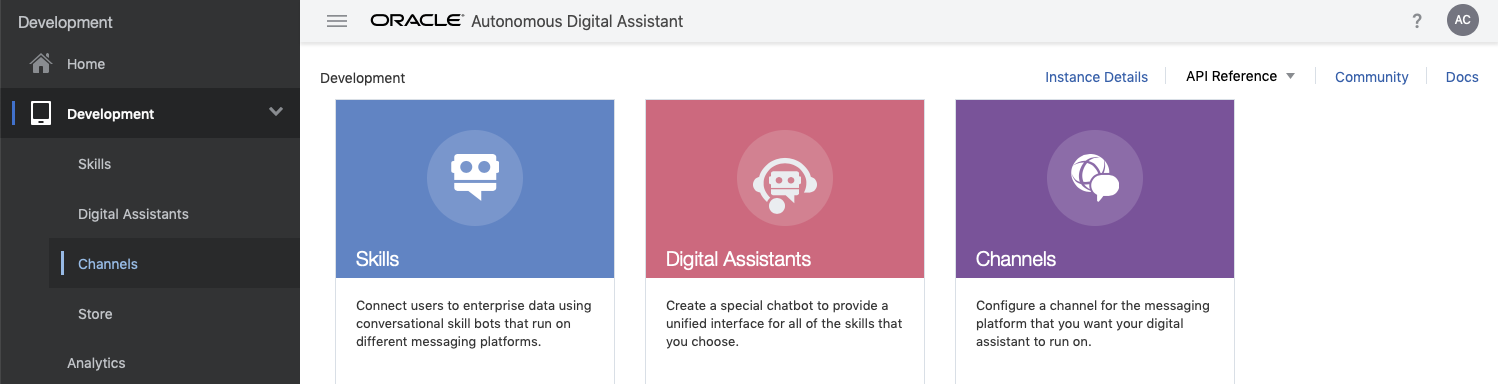 Development
Home
Development
Skills
Digital Assistants
Channels
Store
Analytics
ORACLE Autonomous Digital Assistant
? AC
Development
Instance Details API Reference Community Docs
Skills
Connect users to enterprise data using
conversational skill bots that run on
different messaging platforms.
Digital Assistants
Create a special chatbot to provide a
unified interface for all of the skills that
you choose.
Channels
Configure a channel for the messaging
platform that you want your digital
assistant to run on.